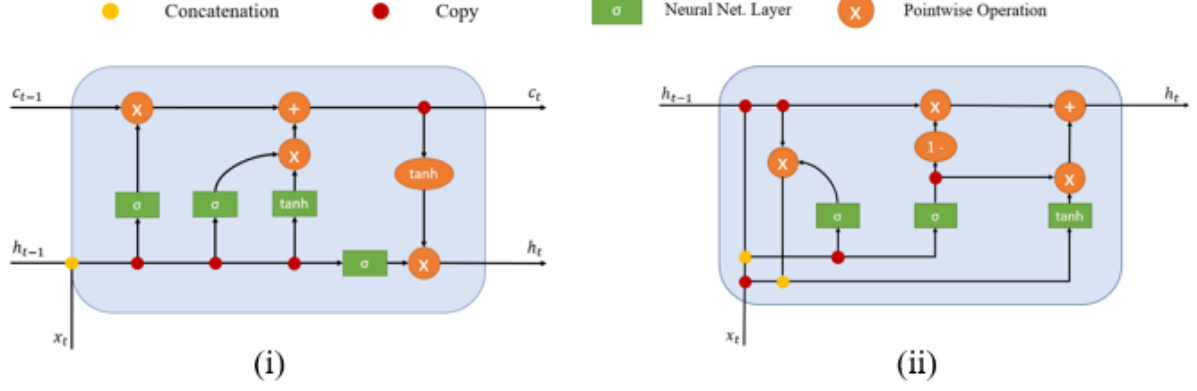 Concatenation Copy σ Neural Net. Layer X Pointwise Operation
c_{t-1} X + c_t
X
tanh
σ σ tanh
h_{t-1} σ X h_t
x_t
(i)
h_{t-1} X + h_t
X 1 -
X
σ σ tanh
x_t
(ii)